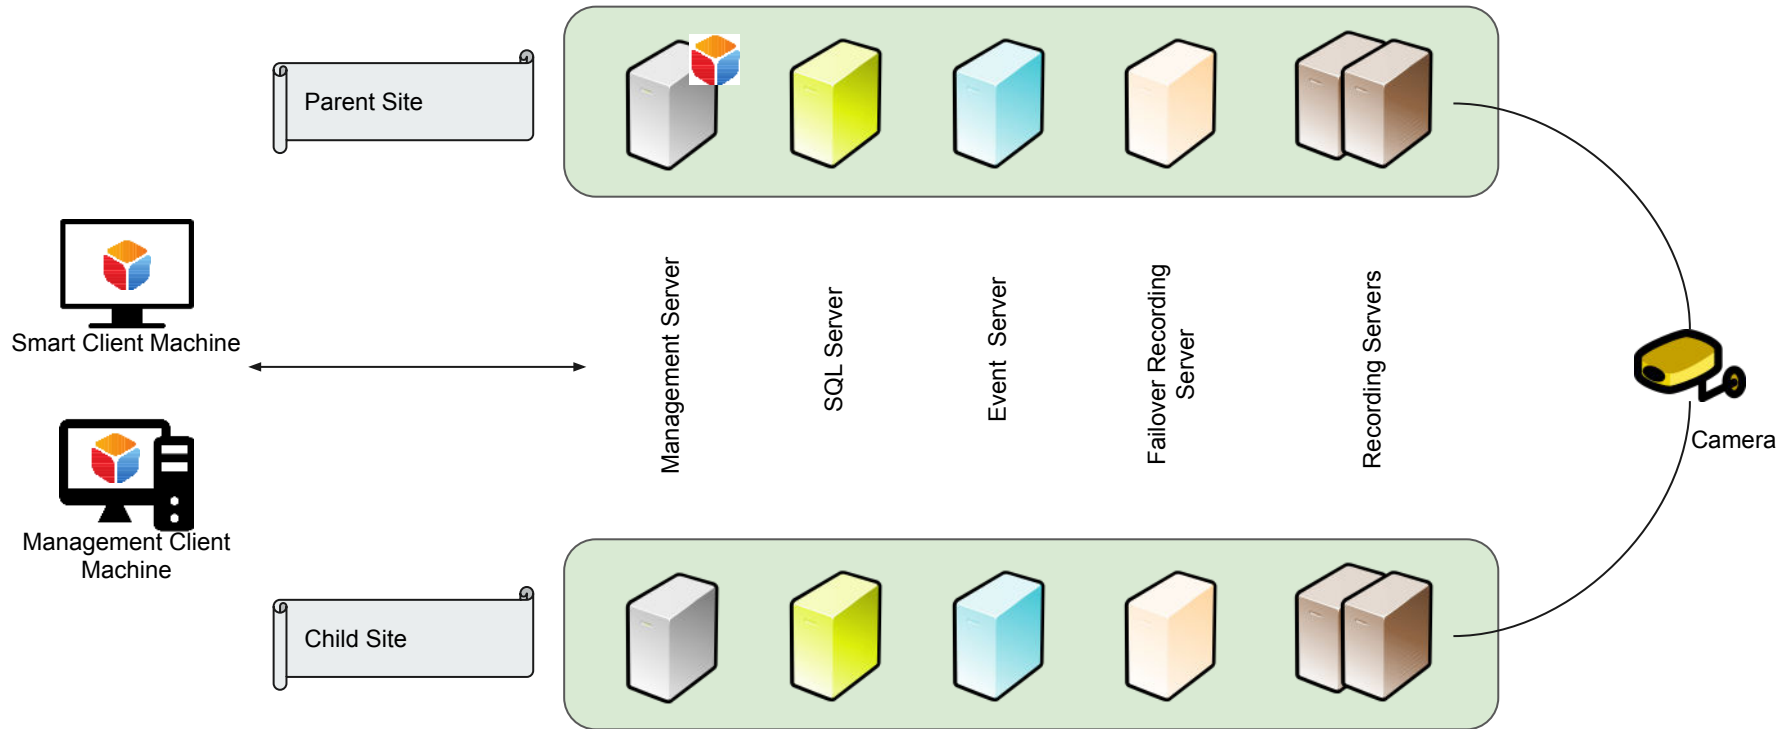 Parent Site
Smart Client Machine
Management Client
Machine
Management Server
SQL Server
Event  Server
Failover Recording
Server
Recording Servers
Camera
Child Site